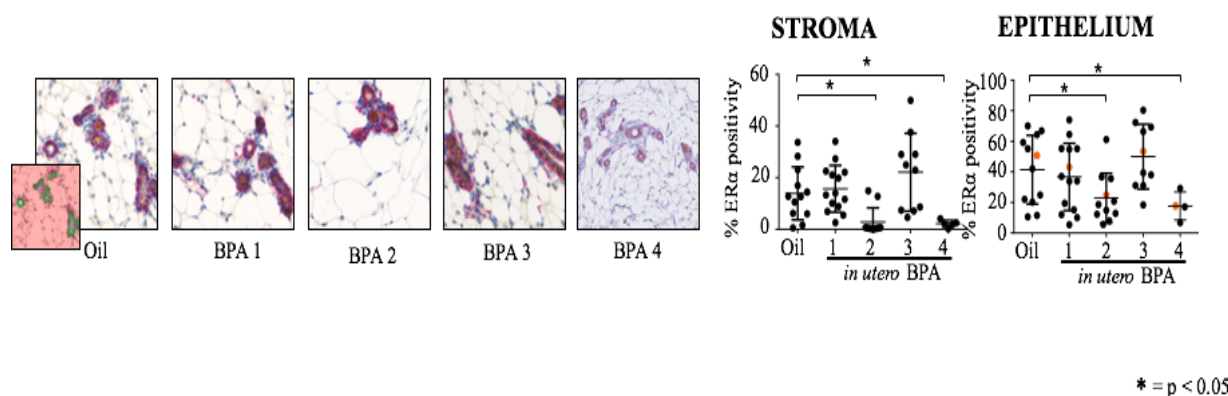 Oil
BPA 1
BPA 2
BPA 3
BPA 4
STROMA
% ERα positivity
60
40
20
0
*
*
Oil 1 2 3 4
in utero BPA
EPITHELIUM
% ERα positivity
100
80
60
40
20
0
*
*
Oil 1 2 3 4
in utero BPA
* = p < 0.05